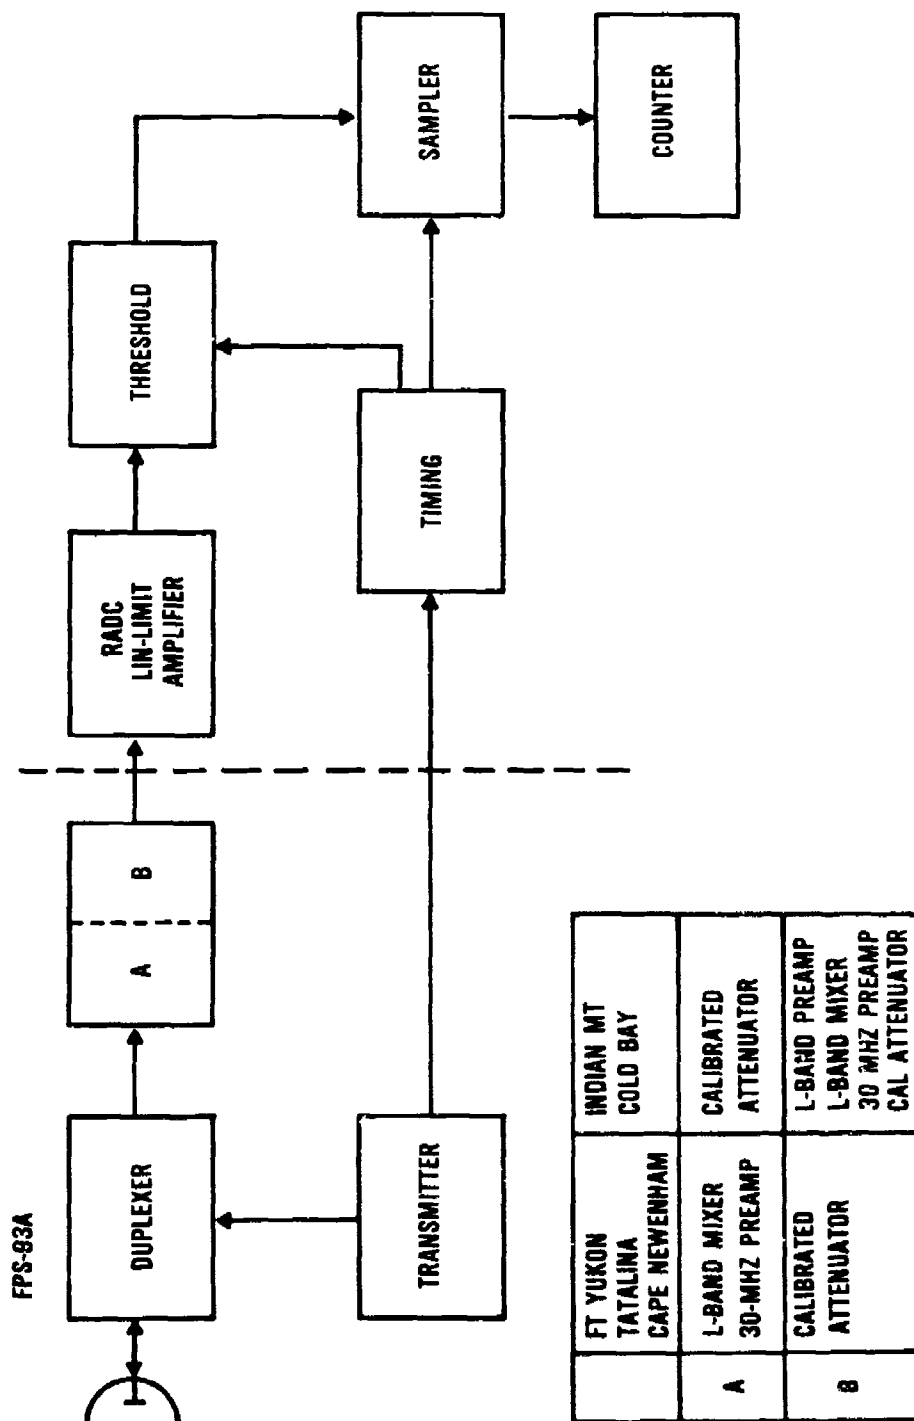 FPS-93A
DUPLEXER
A
B
RADC
LIN-LIMIT
AMPLIFIER
THRESHOLD
TRANSMITTER
TIMING
SAMPLER
COUNTER
FT YUKON
TATALINA
CAPE NEWENHAM
INDIAN MT
COLD BAY
A
L-BAND MIXER
30-MHZ PREAMP
CALIBRATED
ATTENUATOR
B
CALIBRATED
ATTENUATOR
L-BAND PREAMP
L-BAND MIXER
30 MHZ PREAMP
CAL ATTENUATOR